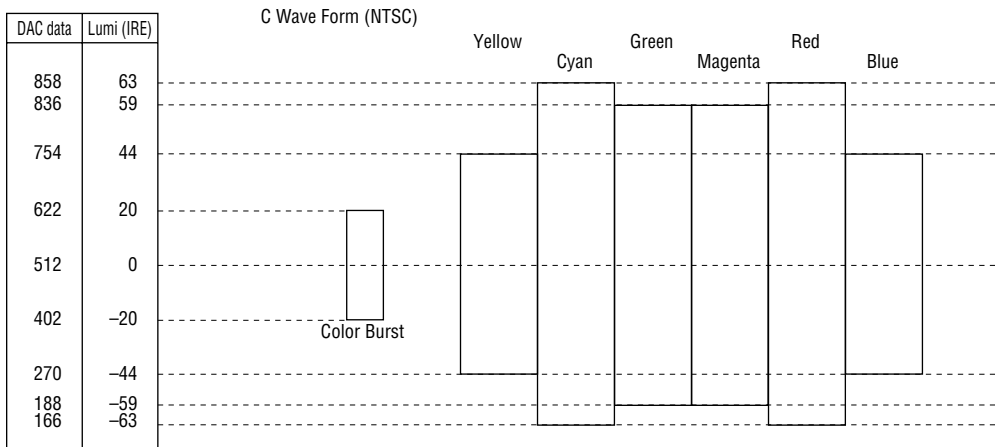 C Wave Form (NTSC)
DAC data Lumi (IRE)
Yellow Green Red
Cyan Magenta Blue
858 63
836 59
754 44
622 20
512 0
402 –20
Color Burst
270 –44
188 –59
166 –63